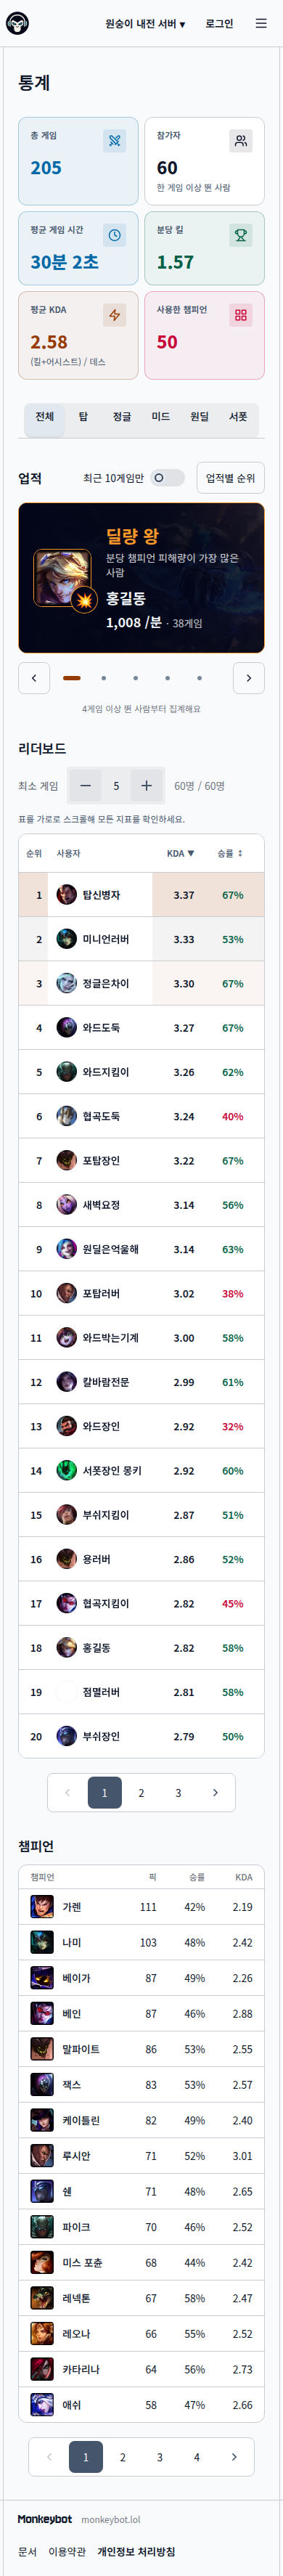 원숭이 내전 서버 ▾ 로그인
통계
총 게임
205
참가자
60
한 게임 이상 뛴 사람
평균 게임 시간
30분 2초
분당 킬
1.57
평균 KDA
2.58
(킬+어시스트) / 데스
사용한 챔피언
50
전체 탑 정글 미드 원딜 서폿
업적 최근 10게임만 업적별 순위
딜량 왕
분당 챔피언 피해량이 가장 많은
사람
홍길동
1,008 /분 · 38게임
4게임 이상 뛴 사람부터 집계해요
리더보드
최소 게임 − 5 + 60명 / 60명
표를 가로로 스크롤해 모든 지표를 확인하세요.
순위 사용자 KDA ▼ 승률 ↕
1 탑신병자 3.37 67%
2 미니언러버 3.33 53%
3 정글은차이 3.30 67%
4 와드도둑 3.27 67%
5 와드지킴이 3.26 62%
6 협곡도둑 3.24 40%
7 포탑장인 3.22 67%
8 새벽요정 3.14 56%
9 원딜은억울해 3.14 63%
10 포탑러버 3.02 38%
11 와드박는기계 3.00 58%
12 칼바람전문 2.99 61%
13 와드장인 2.92 32%
14 서폿장인 몽키 2.92 60%
15 부쉬지킴이 2.87 51%
16 용러버 2.86 52%
17 협곡지킴이 2.82 45%
18 홍길동 2.82 58%
19 점멸러버 2.81 58%
20 부쉬장인 2.79 50%
1 2 3
챔피언
챔피언 픽 승률 KDA
가렌 111 42% 2.19
나미 103 48% 2.42
베이가 87 49% 2.26
베인 87 46% 2.88
말파이트 86 53% 2.55
잭스 83 53% 2.57
케이틀린 82 49% 2.40
루시안 71 52% 3.01
쉔 71 48% 2.65
파이크 70 46% 2.52
미스 포츈 68 44% 2.42
레넥톤 67 58% 2.47
레오나 66 55% 2.52
카타리나 64 56% 2.73
애쉬 58 47% 2.66
1 2 3 4
Monkeybot monkeybot.lol
문서 이용약관 개인정보 처리방침